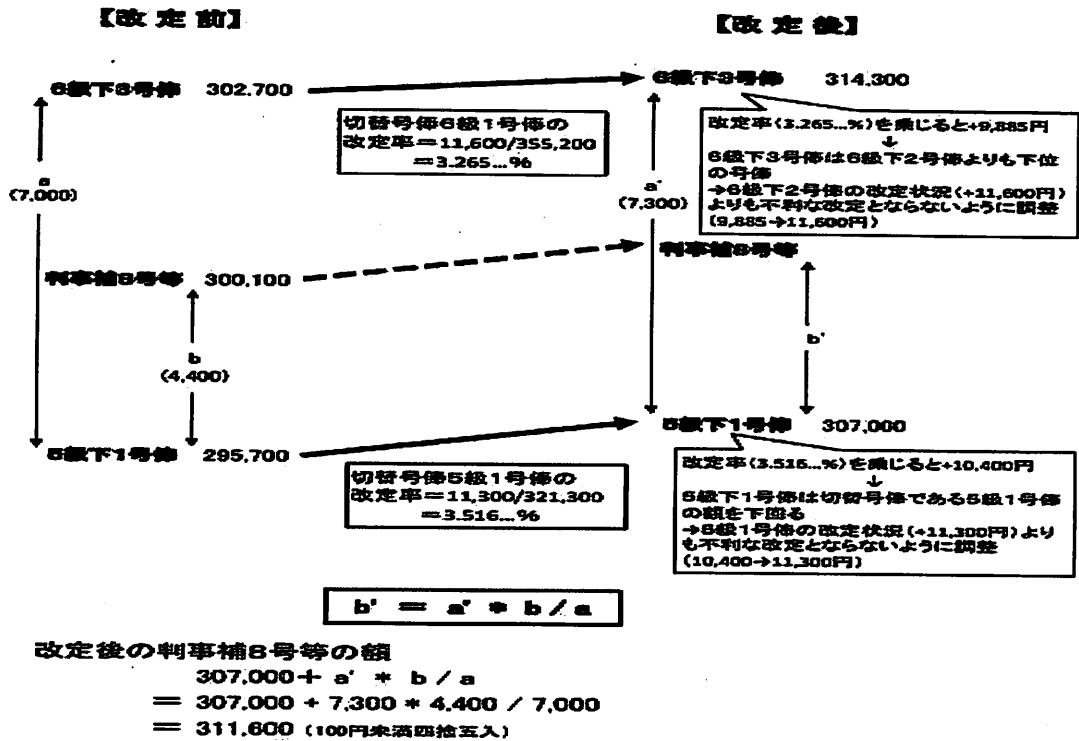 【改定前】
【改定後】
6級下3号俸 302,700
6級下3号俸 314,300
切替号俸6級1号俸の
改定率＝11,600/355,200
＝3.265…%
改定率(3.265…%)を乗じると+9,885円
↓
6級下3号俸は6級下2号俸よりも下位
の号俸
→6級下2号俸の改定状況(+11,600円)
よりも不利な改定とならないように調整
(9,885→11,600円)
a
(7,000)
a'
(7,300)
判事補8号等 300,100
判事補8号等
b
(4,400)
b'
5級下1号俸 295,700
5級下1号俸 307,000
切替号俸5級1号俸の
改定率＝11,300/321,300
＝3.516…%
改定率(3.516…%)を乗じると+10,400円
↓
5級下1号俸は切替号俸である5級1号俸
の額を下回る
→5級1号俸の改定状況(+11,300円)より
も不利な改定とならないように調整
(10,400→11,300円)
b' ＝ a' * b / a
改定後の判事補8号等の額
307,000＋ a' * b / a
＝ 307,000 + 7,300 * 4,400 / 7,000
＝ 311,600 (100円未満四捨五入)